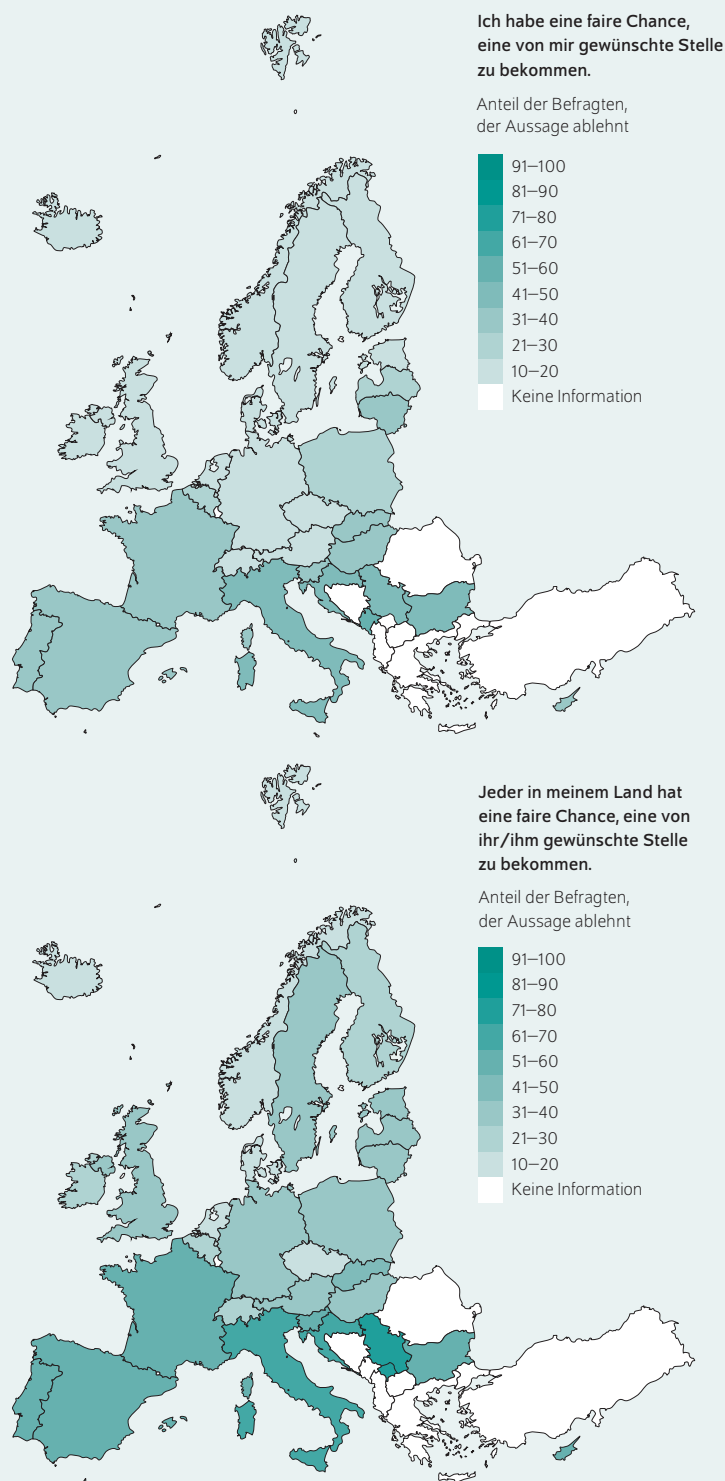 Ich habe eine faire Chance,
eine von mir gewünschte Stelle
zu bekommen.
Anteil der Befragten,
der Aussage ablehnt
91–100
81–90
71–80
61–70
51–60
41–50
31–40
21–30
10–20
Keine Information
Jeder in meinem Land hat
eine faire Chance, eine von
ihr/ihm gewünschte Stelle
zu bekommen.
Anteil der Befragten,
der Aussage ablehnt
91–100
81–90
71–80
61–70
51–60
41–50
31–40
21–30
10–20
Keine Information